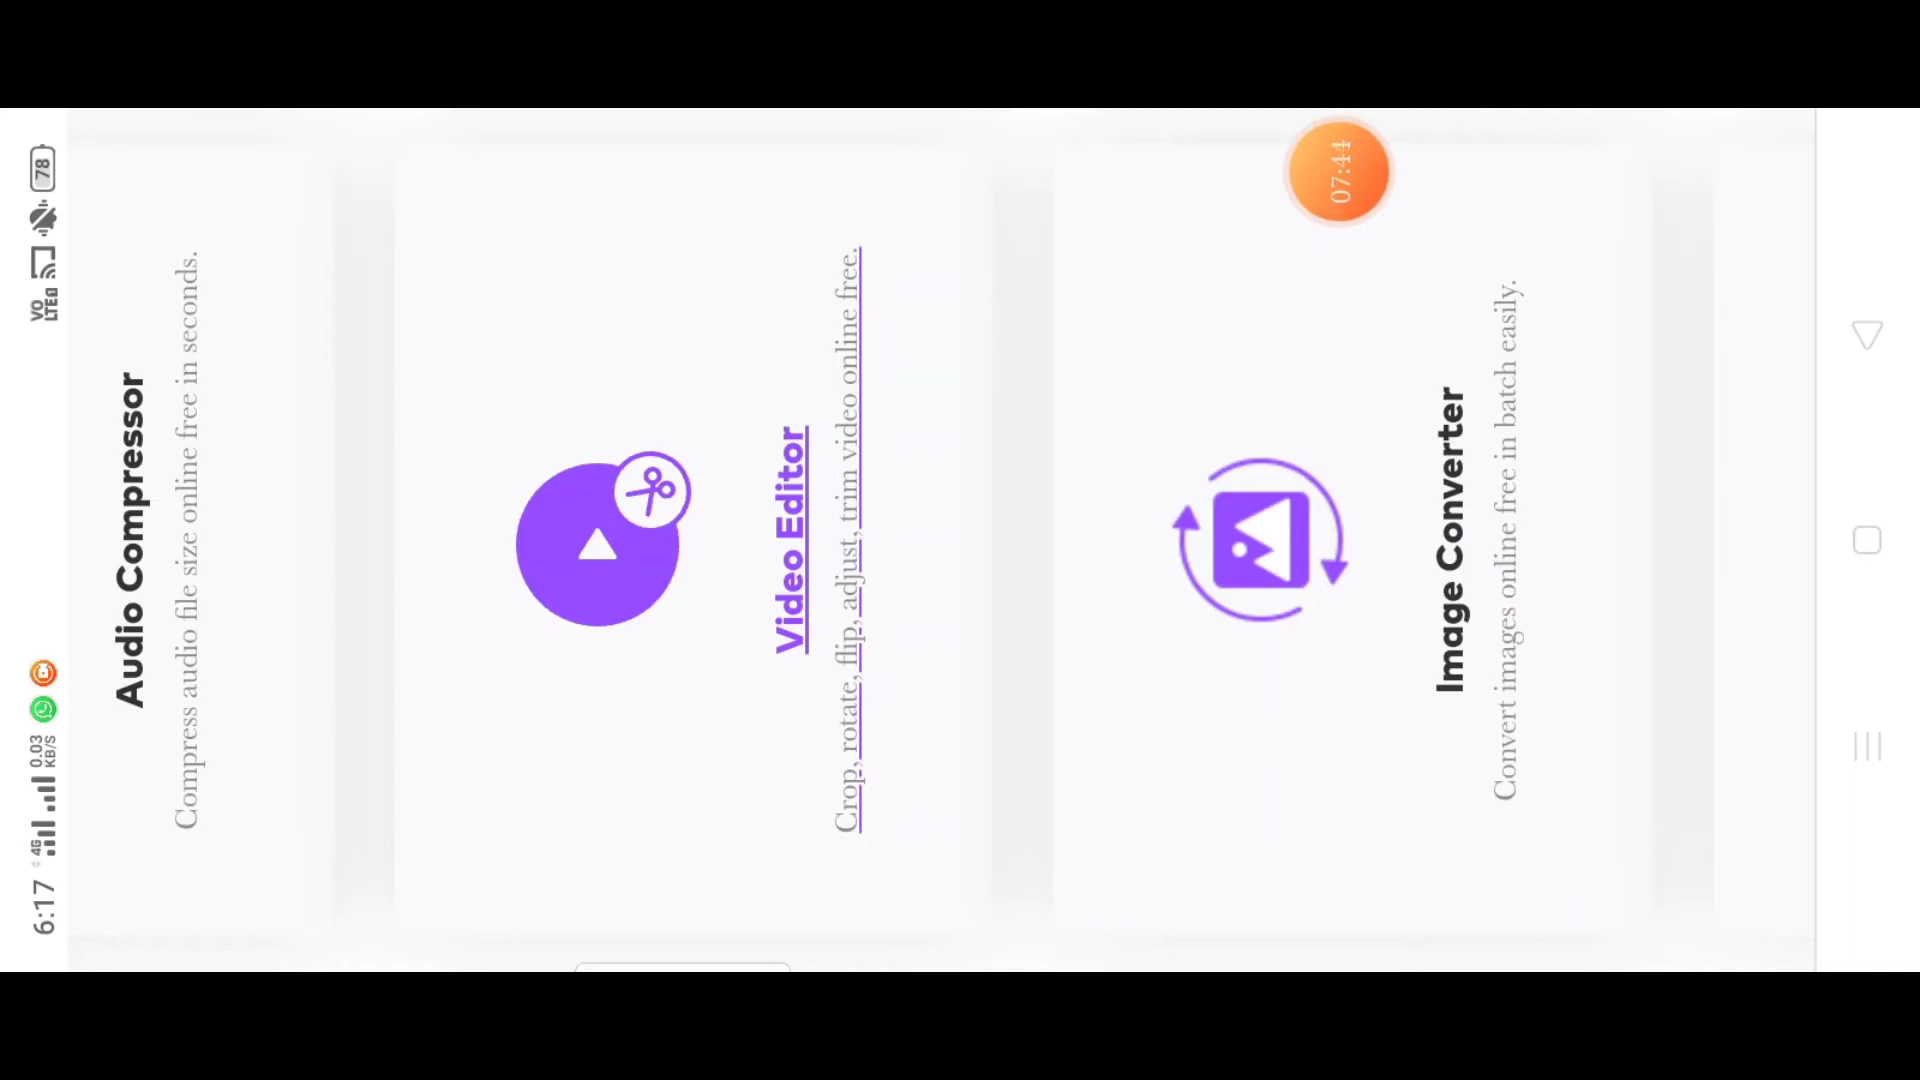 6:17
4G
0.03
KB/S
VO
LTE
78
Audio Compressor
Compress audio file size online free in seconds.
Video Editor
Crop, rotate, flip, adjust, trim video online free.
07:44
Image Converter
Convert images online free in batch easily.